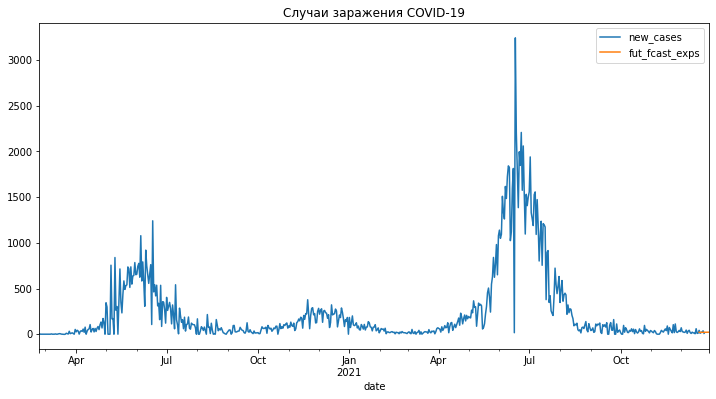 Случаи заражения COVID-19
new_cases
fut_fcast_exps
3000
2500
2000
1500
1000
500
0
Apr
Jul
Oct
Jan
2021
Apr
Jul
Oct
date